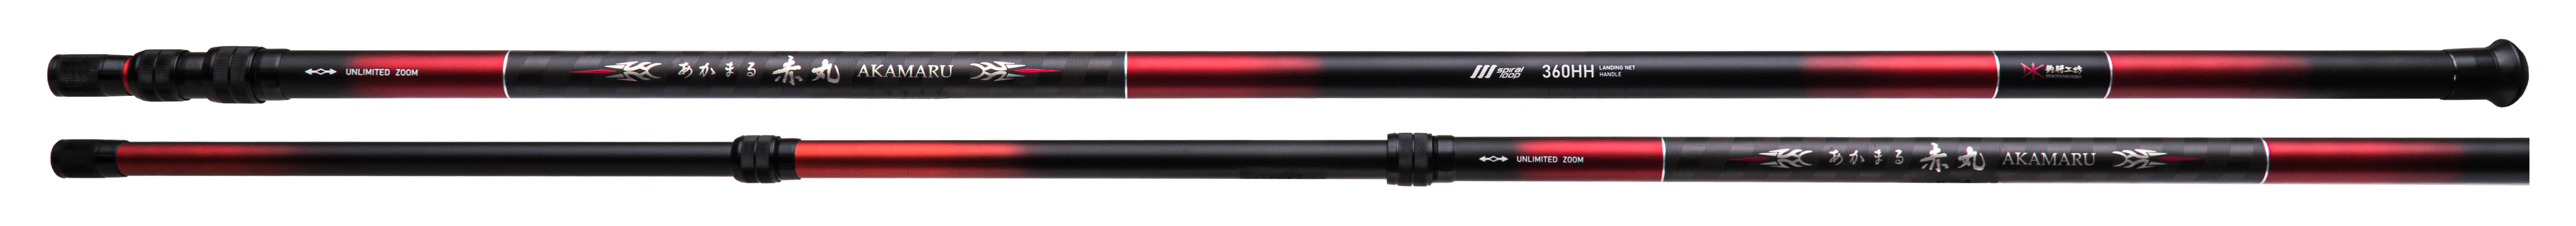 UNLIMITED ZOOM
あかまる 赤丸 AKAMARU
spiral loop
360HH LANDING NET HANDLE
UNLIMITED ZOOM
あかまる 赤丸 AKAMARU